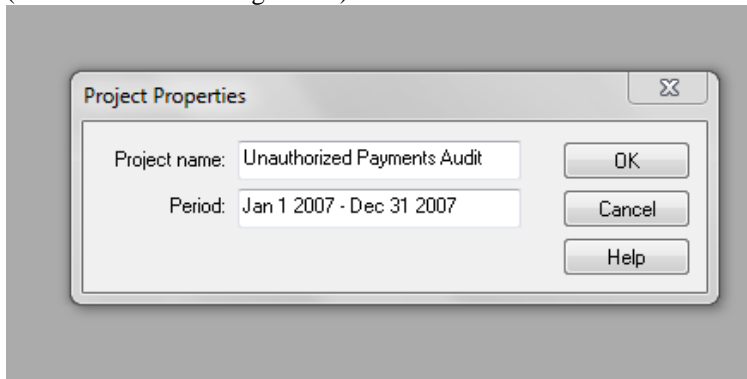 Project Properties
Project name: Unauthorized Payments Audit
OK
Period: Jan 1 2007 - Dec 31 2007
Cancel
Help